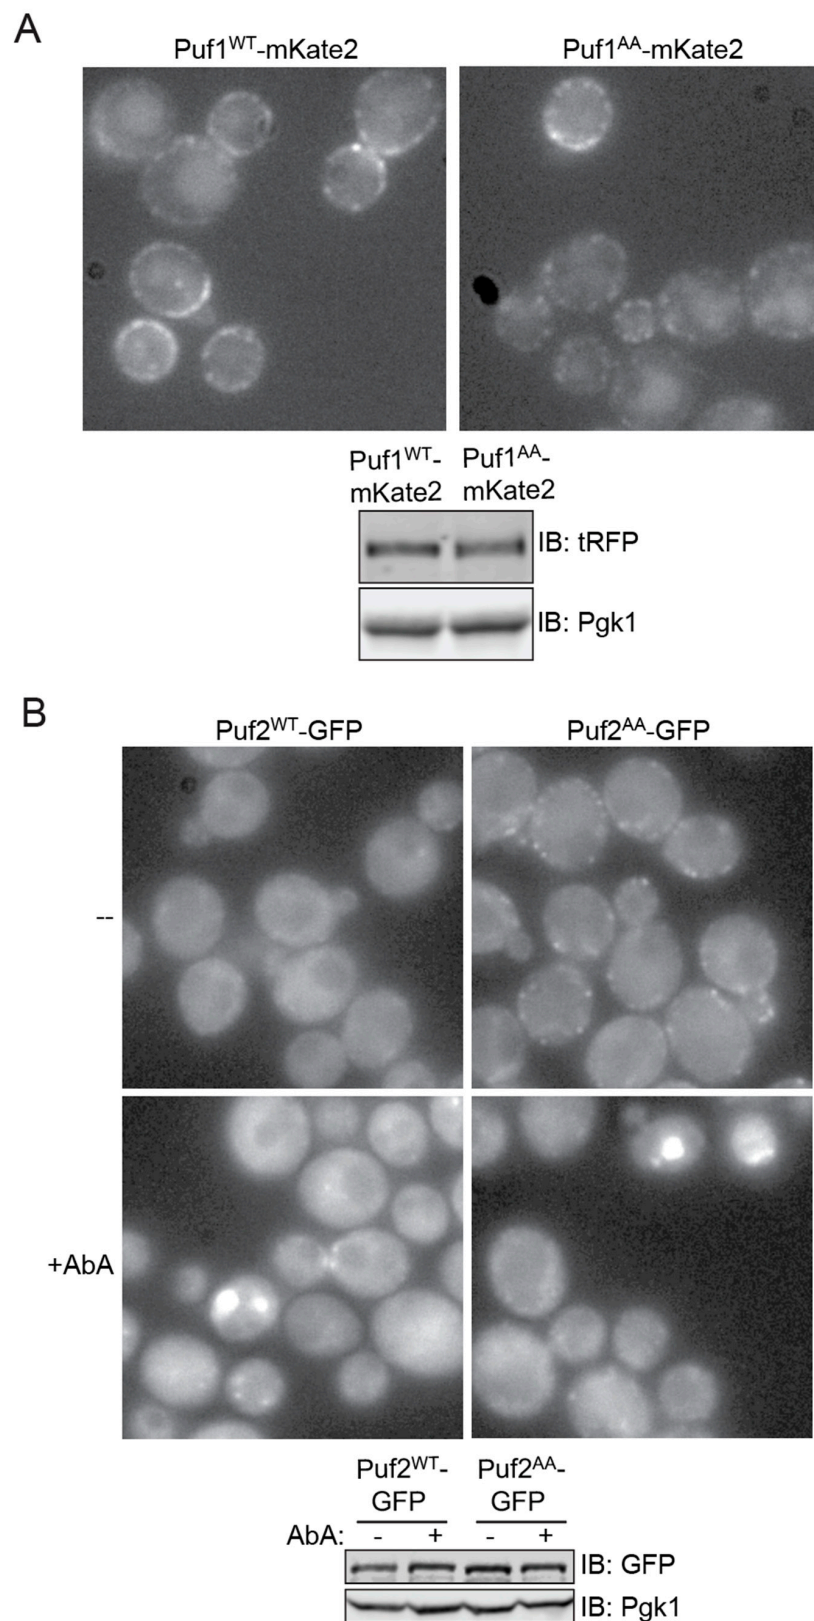 A
Puf1WT-mKate2 Puf1AA-mKate2
Puf1WT- Puf1AA-
mKate2 mKate2
IB: tRFP
IB: Pgk1
B
Puf2WT-GFP Puf2AA-GFP
--
+AbA
Puf2WT- Puf2AA-
GFP GFP
AbA: - + - +
IB: GFP
IB: Pgk1